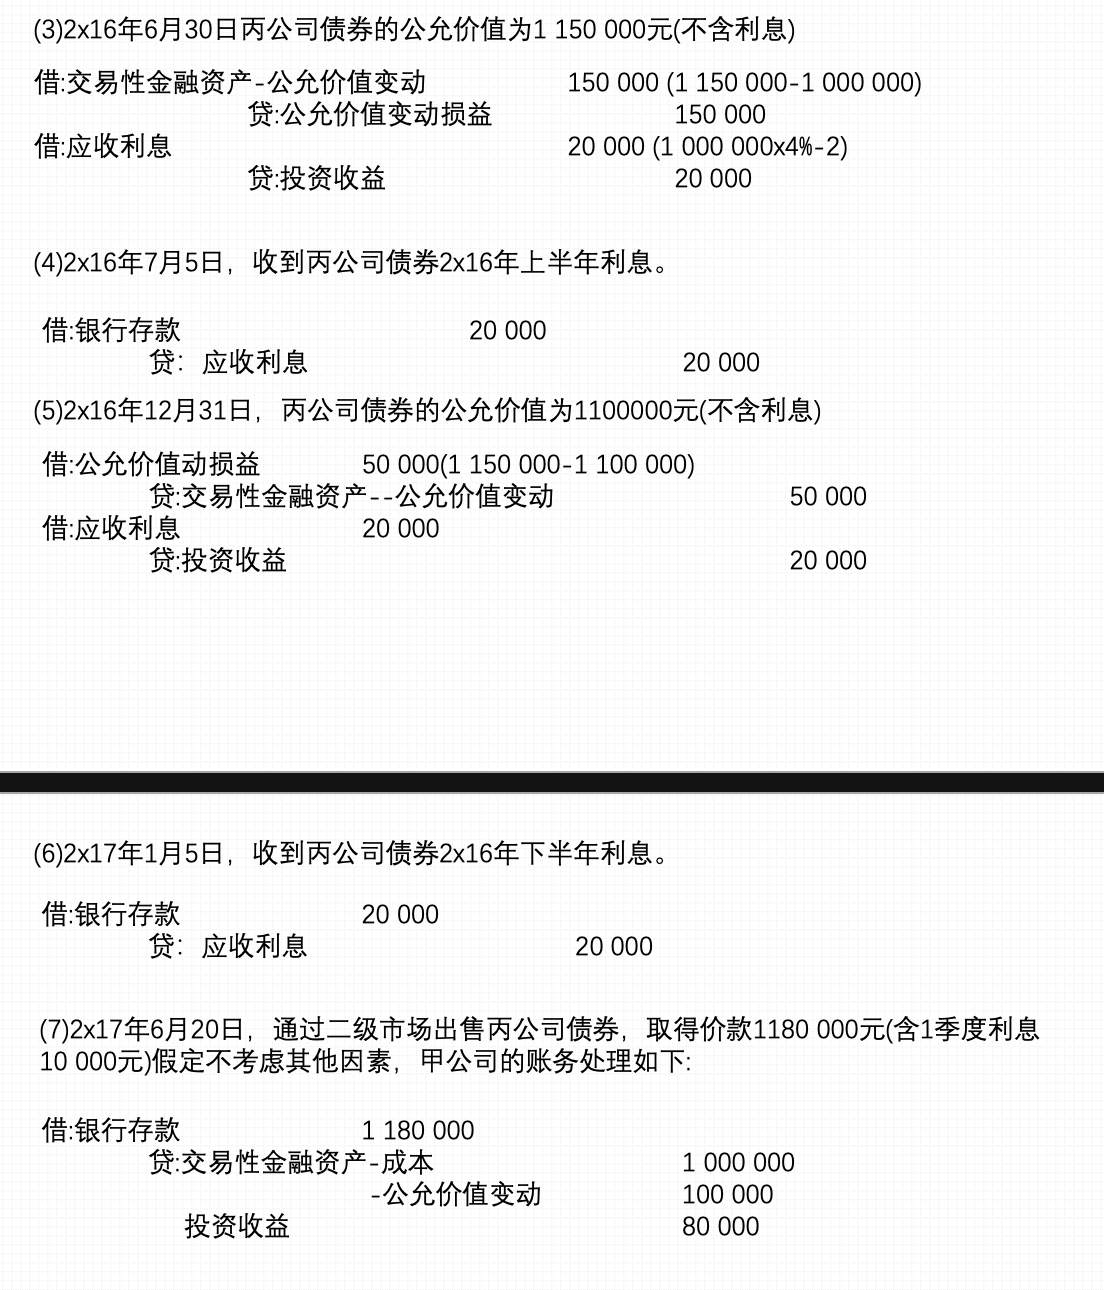 (3)2x16年6月30日丙公司债券的公允价值为1 150 000元(不含利息)
借:交易性金融资产-公允价值变动 150 000 (1 150 000-1 000 000)
贷:公允价值变动损益 150 000
借:应收利息 20 000 (1 000 000x4%-2)
贷:投资收益 20 000
(4)2x16年7月5日，收到丙公司债券2x16年上半年利息。
借:银行存款 20 000
贷：应收利息 20 000
(5)2x16年12月31日，丙公司债券的公允价值为1100000元(不含利息)
借:公允价值动损益 50 000(1 150 000-1 100 000)
贷:交易性金融资产--公允价值变动 50 000
借:应收利息 20 000
贷:投资收益 20 000
(6)2x17年1月5日，收到丙公司债券2x16年下半年利息。
借:银行存款 20 000
贷：应收利息 20 000
(7)2x17年6月20日，通过二级市场出售丙公司债券，取得价款1180 000元(含1季度利息
10 000元)假定不考虑其他因素，甲公司的账务处理如下:
借:银行存款 1 180 000
贷:交易性金融资产-成本 1 000 000
-公允价值变动 100 000
投资收益 80 000